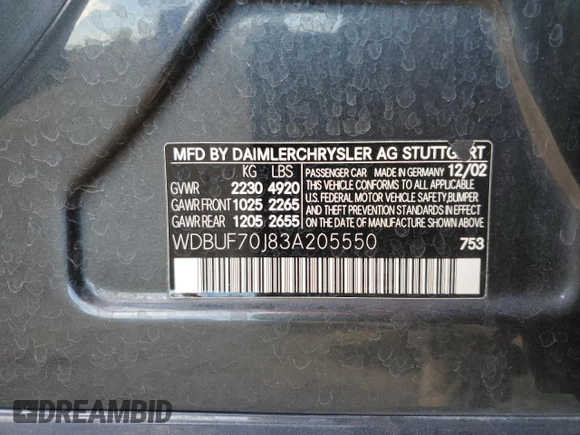 MFD BY DAIMLERCHRYSLER AG STUTTGART
KG LBS
GVWR 2230 4920
GAWR FRONT 1025 2265
GAWR REAR 1205 2655
PASSENGER CAR MADE IN GERMANY 12/02
THIS VEHICLE CONFORMS TO ALL APPLICABLE
U.S. FEDERAL MOTOR VEHICLE SAFETY, BUMPER,
AND THEFT PREVENTION STANDARDS IN EFFECT
ON THE DATE OF MANUFACTURE SHOWN ABOVE
WDBUF70J83A205550 753
DREAMBID